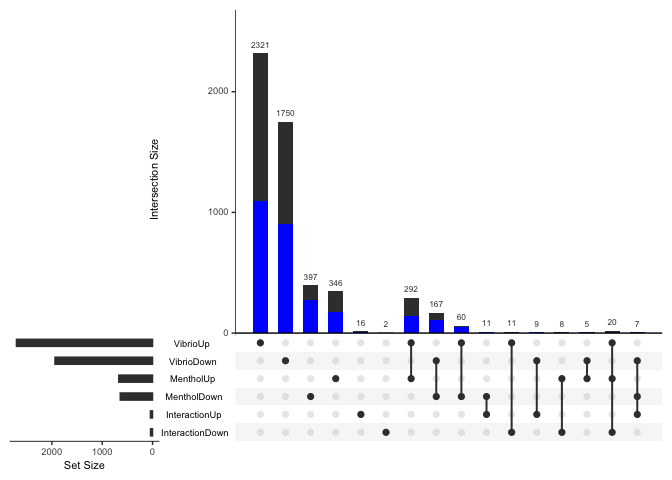 2321
1750
397
346
16
2
292
167
60
11
11
9
8
5
20
7
2000
1000
0
Intersection Size
VibrioUp
VibrioDown
MentholUp
MentholDown
InteractionUp
InteractionDown
2000 1000 0
Set Size